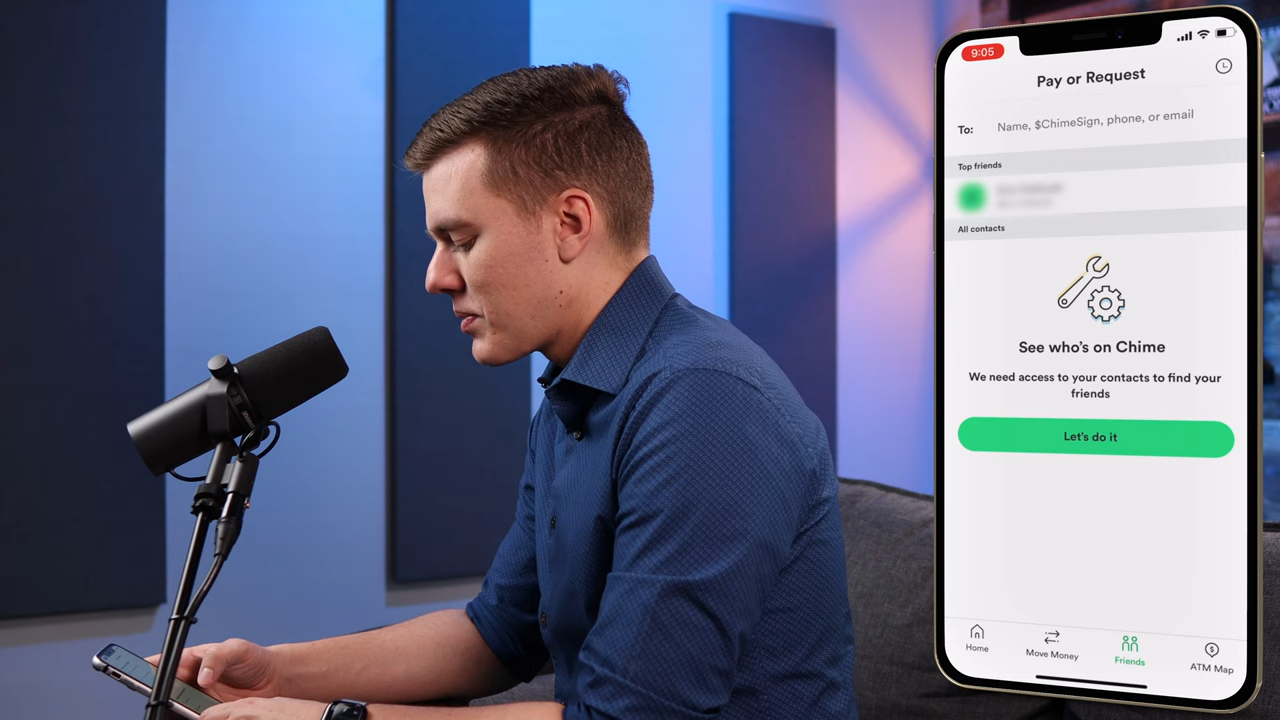 9:05
Pay or Request
To: Name, $ChimeSign, phone, or email
Top friends
All contacts
See who's on Chime
We need access to your contacts to find your
friends
Let's do it
Home
Move Money
Friends
ATM Map